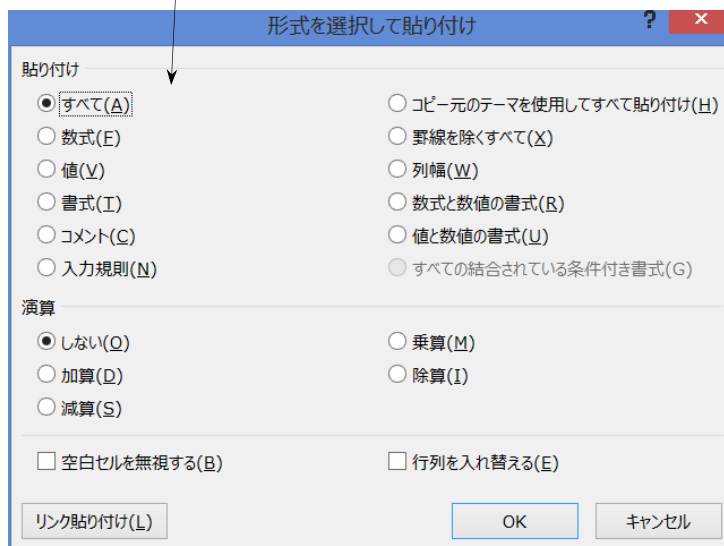 形式を選択して貼り付け ? ×
貼り付け
すべて(A) コピー元のテーマを使用してすべて貼り付け(H)
数式(F) 罫線を除くすべて(X)
値(V) 列幅(W)
書式(T) 数式と数値の書式(R)
コメント(C) 値と数値の書式(U)
入力規則(N) すべての結合されている条件付き書式(G)
演算
しない(O) 乗算(M)
加算(D) 除算(I)
減算(S)
空白セルを無視する(B) 行列を入れ替える(E)
リンク貼り付け(L) OK キャンセル